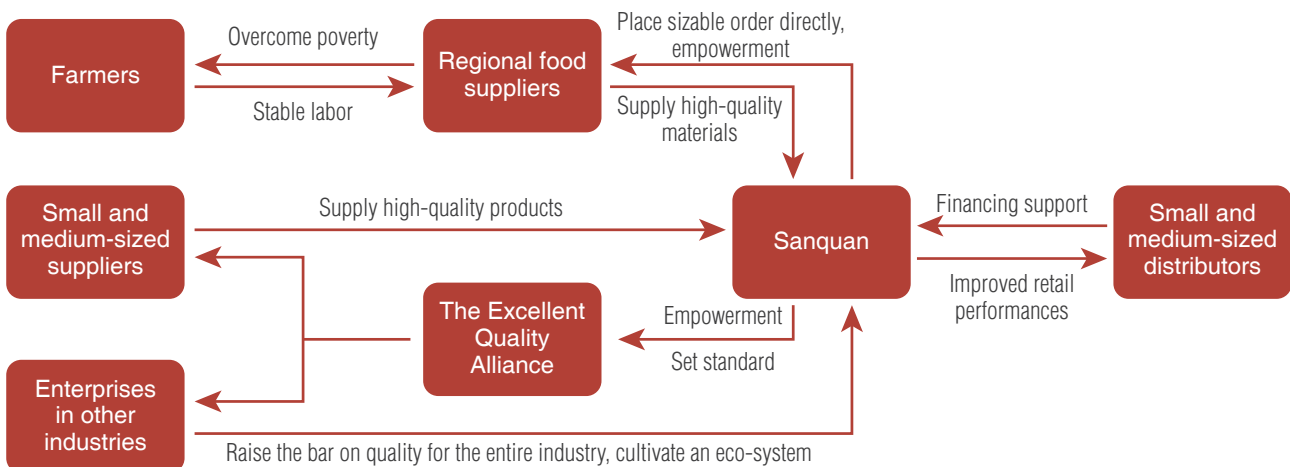 Farmers
Overcome poverty
Stable labor
Regional food
suppliers
Place sizable order directly,
empowerment
Supply high-quality
materials
Small and
medium-sized
suppliers
Supply high-quality products
Sanquan
Financing support
Improved retail
performances
Small and
medium-sized
distributors
The Excellent
Quality
Alliance
Empowerment
Set standard
Enterprises
in other
industries
Raise the bar on quality for the entire industry, cultivate an eco-system